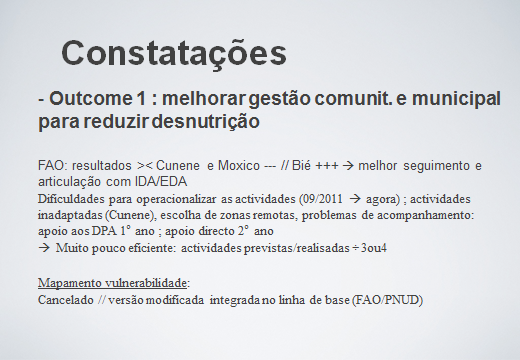 Constatações
- Outcome 1 : melhorar gestão comunit. e municipal
para reduzir desnutrição
FAO: resultados >< Cunene e Moxico --- // Bié +++ → melhor seguimento e
articulação com IDA/EDA
Dificuldades para operacionalizar as actividades (09/2011 → agora) ; actividades
inadaptadas (Cunene), escolha de zonas remotas, problemas de acompanhamento:
apoio aos DPA 1° ano ; apoio directo 2° ano
→ Muito pouco eficiente: actividades previstas/realisadas ÷ 3ou4
Mapamento vulnerabilidade:
Cancelado // versão modificada integrada no linha de base (FAO/PNUD)